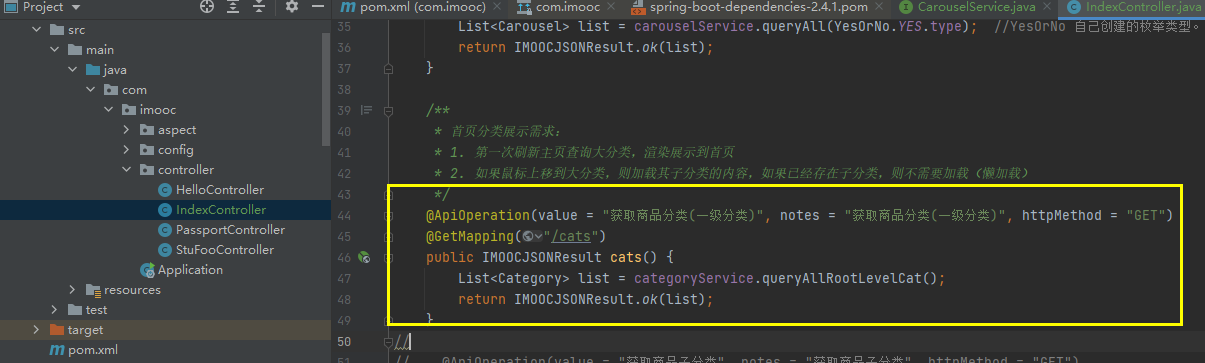 Project
src
main
java
com
imooc
aspect
config
controller
HelloController
IndexController
PassportController
StuFooController
Application
resources
test
target
pom.xml
pom.xml (com.imooc)
com.imooc
spring-boot-dependencies-2.4.1.pom
CarouselService.java
IndexController.java
35 List<Carousel> list = carouselService.queryAll(YesOrNo.YES.type); //YesOrNo 自己创建的枚举类型。
36 return IMOOCJSONResult.ok(list);
37 }
38
39 /**
40 * 首页分类展示需求:
41 * 1. 第一次刷新主页查询大分类，渲染展示到首页
42 * 2. 如果鼠标上移到大分类，则加载其子分类的内容，如果已经存在子分类，则不需要加载（懒加载）
43 */
44 @ApiOperation(value = "获取商品分类(一级分类)", notes = "获取商品分类(一级分类)", httpMethod = "GET")
45 @GetMapping("/cats")
46 public IMOOCJSONResult cats() {
47 List<Category> list = categoryService.queryAllRootLevelCat();
48 return IMOOCJSONResult.ok(list);
49 }
50 //
51 // @ApiOperation(value = "获取商品子分类", notes = "获取商品子分类", httpMethod = "GET")